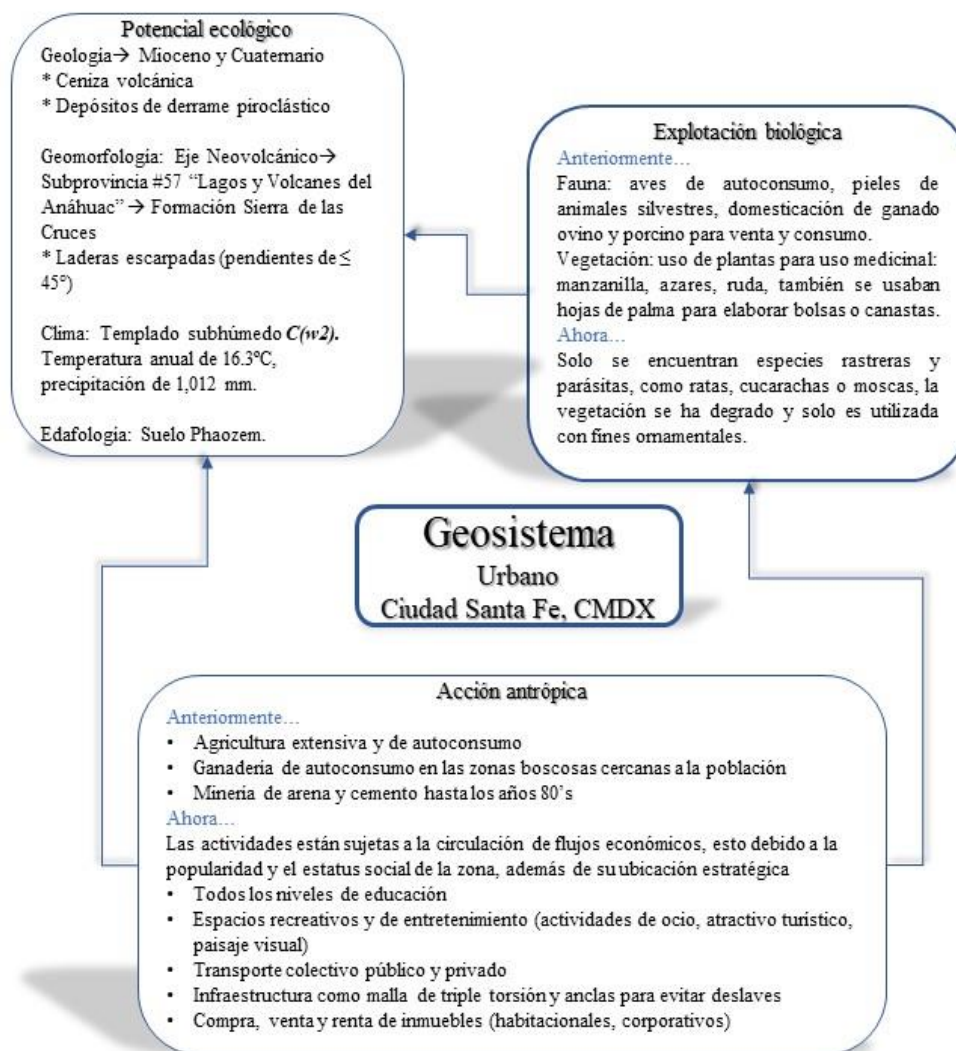 Potencial ecológico
Geología→ Mioceno y Cuaternario
* Ceniza volcánica
* Depósitos de derrame piroclástico
Geomorfología: Eje Neovolcánico→
Subprovincia #57 “Lagos y Volcanes del
Anáhuac” → Formación Sierra de las
Cruces
* Laderas escarpadas (pendientes de ≤
45°)
Clima: Templado subhúmedo C(w2).
Temperatura anual de 16.3ºC,
precipitación de 1,012 mm.
Edafología: Suelo Phaozem.
Explotación biológica
Anteriormente…
Fauna: aves de autoconsumo, pieles de
animales silvestres, domesticación de ganado
ovino y porcino para venta y consumo.
Vegetación: uso de plantas para uso medicinal:
manzanilla, azares, ruda, también se usaban
hojas de palma para elaborar bolsas o canastas.
Ahora…
Solo se encuentran especies rastreras y
parásitas, como ratas, cucarachas o moscas, la
vegetación se ha degrado y solo es utilizada
con fines ornamentales.
Geosistema
Urbano
Ciudad Santa Fe, CMDX
Acción antrópica
Anteriormente…
• Agricultura extensiva y de autoconsumo
• Ganadería de autoconsumo en las zonas boscosas cercanas a la población
• Minería de arena y cemento hasta los años 80’s
Ahora…
Las actividades están sujetas a la circulación de flujos económicos, esto debido a la
popularidad y el estatus social de la zona, además de su ubicación estratégica
• Todos los niveles de educación
• Espacios recreativos y de entretenimiento (actividades de ocio, atractivo turístico,
paisaje visual)
• Transporte colectivo público y privado
• Infraestructura como malla de triple torsión y anclas para evitar deslaves
• Compra, venta y renta de inmuebles (habitacionales, corporativos)